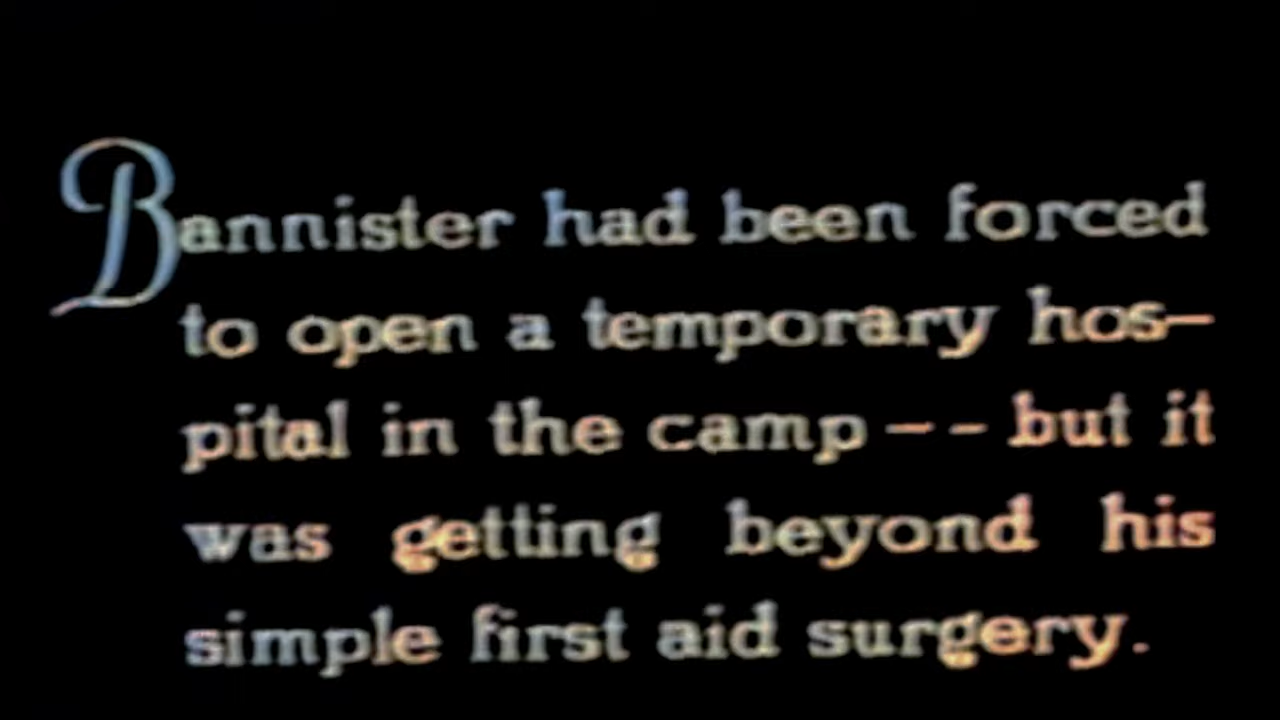 Bannister had been forced
to open a temporary hos-
pital in the camp -- but it
was getting beyond his
simple first aid surgery.